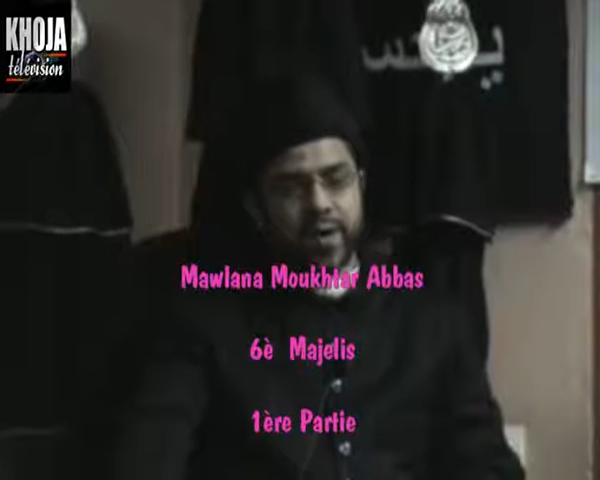 KHOJA
télévision
Mawlana Moukhtar Abbas
6è Majelis
1ère Partie